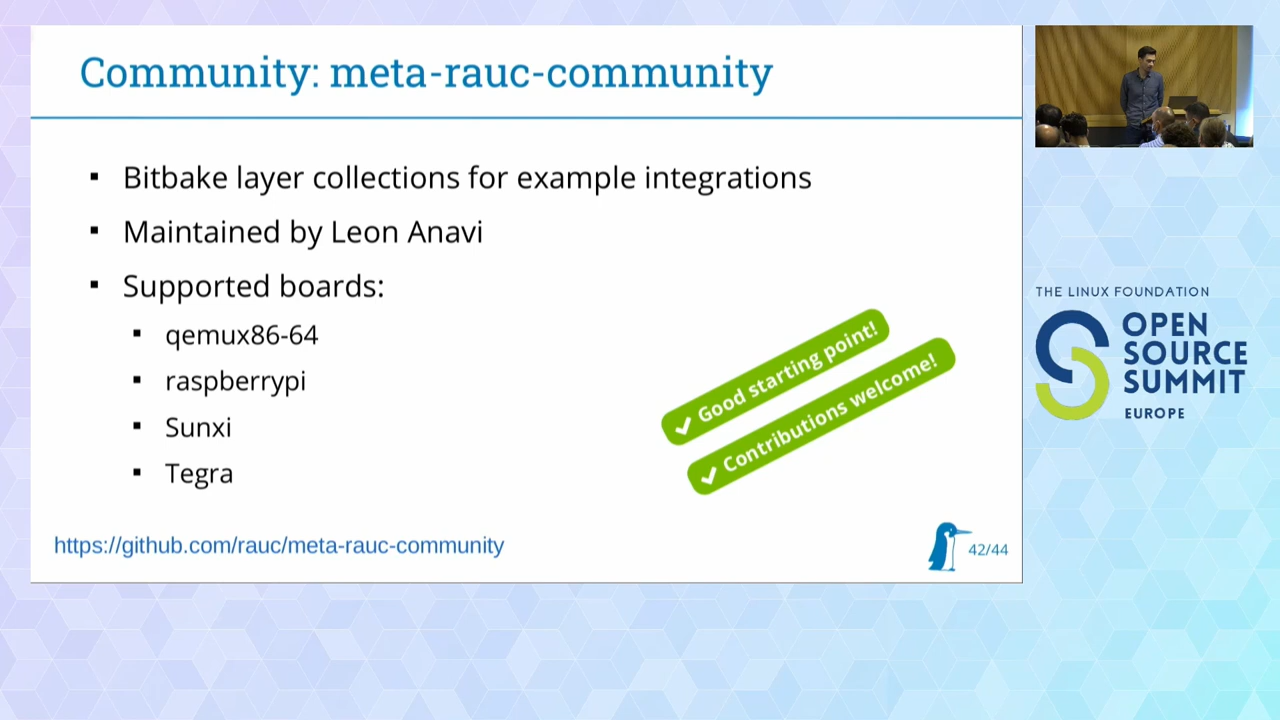 Community: meta-rauc-community
Bitbake layer collections for example integrations
Maintained by Leon Anavi
Supported boards:
qemux86-64
raspberrypi
Sunxi
Tegra
✔ Good starting point!
✔ Contributions welcome!
https://github.com/rauc/meta-rauc-community
42/44
THE LINUX FOUNDATION
OPEN
SOURCE
SUMMIT
EUROPE